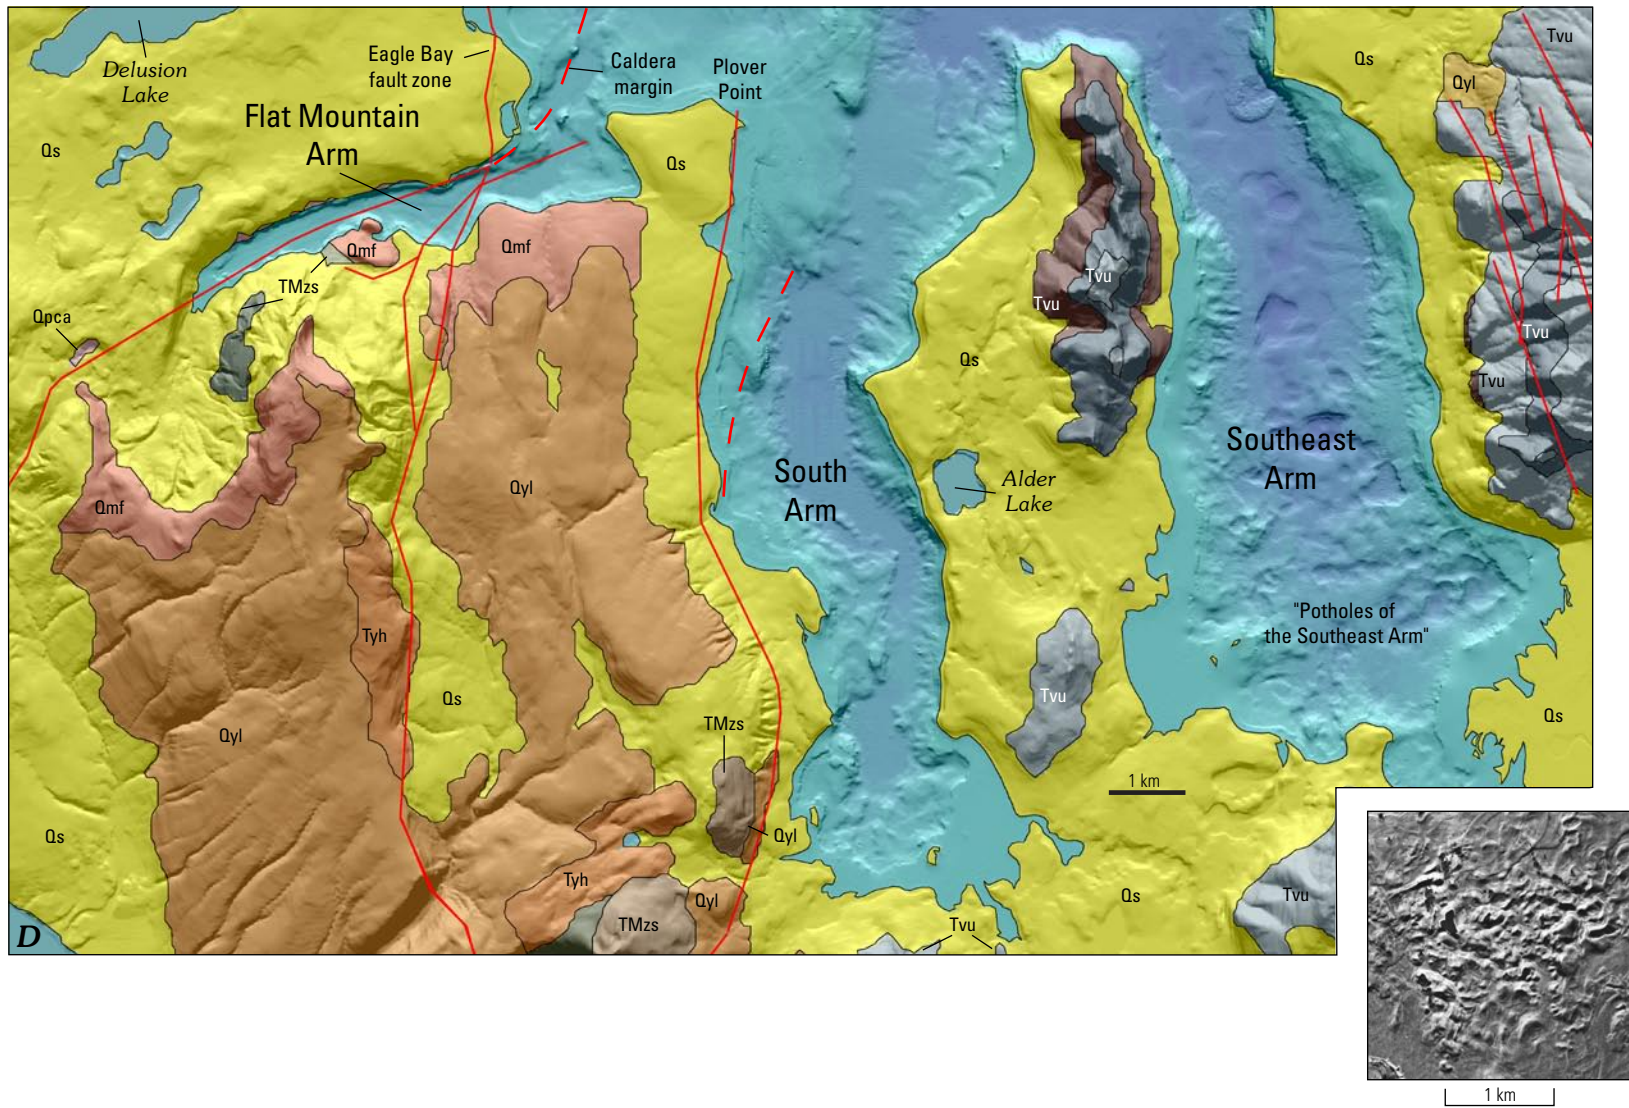 Delusion
Lake
Eagle Bay
fault zone
Caldera
margin
Plover
Point
Flat Mountain
Arm
Qs
Qs
Qs
Tvu
Qyl
Qmf
Qmf
TMzs
Qpca
Tvu
Tvu
Tvu
Tvu
Qs
Southeast
Arm
South
Arm
Alder
Lake
Qyl
Qmf
"Potholes of
the Southeast Arm"
Tyh
Qs
Tvu
Qs
TMzs
Qyl
1 km
Qs
Qyl
Tyh
Qyl
TMzs
Tvu
Qs
Tvu
D
1 km